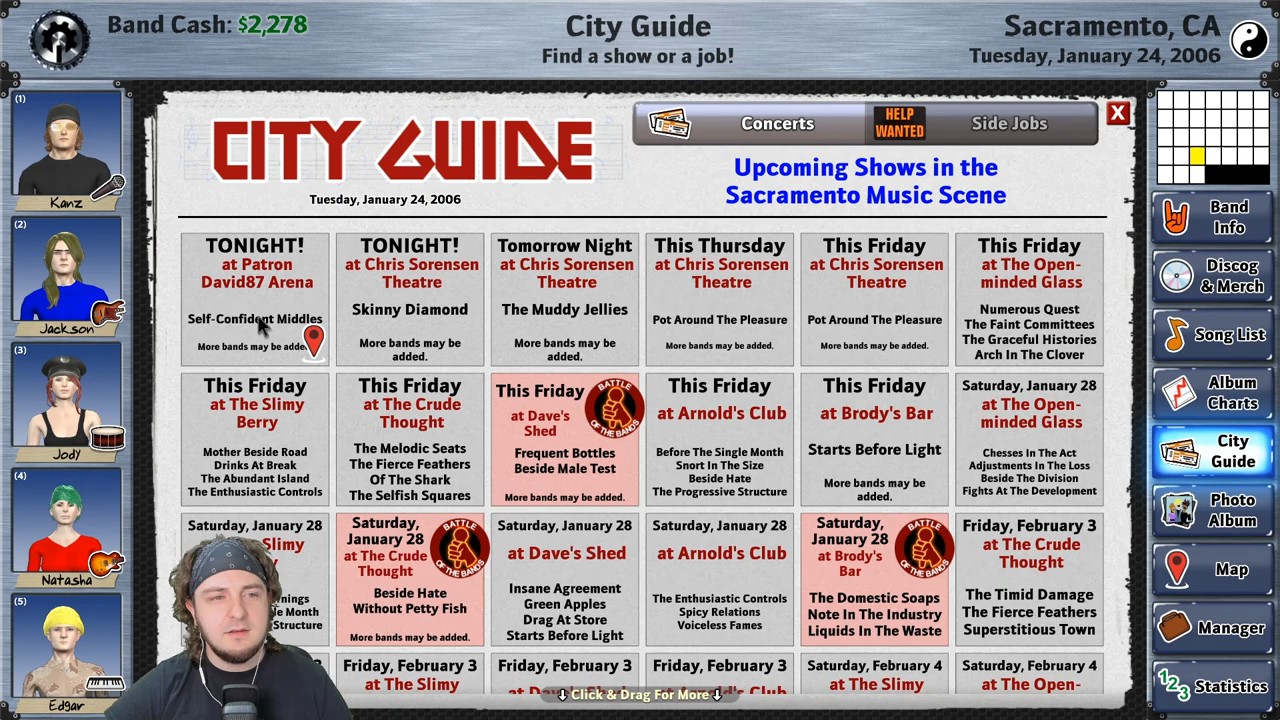 Band Cash: $2,278
City Guide
Find a show or a job!
Sacramento, CA
Tuesday, January 24, 2006
(1)
Kanz
(2)
Jackson
(3)
Jody
(4)
Natasha
(5)
Edgar
CITY GUIDE
Tuesday, January 24, 2006
Concerts
HELP
WANTED
Side Jobs
X
Upcoming Shows in the
Sacramento Music Scene
TONIGHT!
at Patron
David87 Arena
Self-Confident Middles
More bands may be added.
TONIGHT!
at Chris Sorensen
Theatre
Skinny Diamond
More bands may be
added.
Tomorrow Night
at Chris Sorensen
Theatre
The Muddy Jellies
More bands may be
added.
This Thursday
at Chris Sorensen
Theatre
Pot Around The Pleasure
More bands may be added.
This Friday
at Chris Sorensen
Theatre
Pot Around The Pleasure
More bands may be added.
This Friday
at The Open-
minded Glass
Numerous Quest
The Faint Committees
The Graceful Histories
Arch In The Clover
This Friday
at The Slimy
Berry
Mother Beside Road
Drinks At Break
The Abundant Island
The Enthusiastic Controls
This Friday
at The Crude
Thought
The Melodic Seats
The Fierce Feathers
Of The Shark
The Selfish Squares
This Friday
BATTLE
OF THE BANDS
at Dave's
Shed
Frequent Bottles
Beside Male Test
More bands may be added.
This Friday
at Arnold's Club
Before The Single Month
Snort In The Size
Beside Hate
The Progressive Structure
This Friday
at Brody's Bar
Starts Before Light
More bands may be
added.
Saturday, January 28
at The Open-
minded Glass
Chesses In The Act
Adjustments In The Loss
Beside The Division
Fights At The Development
Saturday, January 28
Slimy
Structure
Saturday,
January 28
BATTLE
OF THE BANDS
at The Crude
Thought
Beside Hate
Without Petty Fish
More bands may be added.
Saturday, January 28
at Dave's Shed
Insane Agreement
Green Apples
Drag At Store
Starts Before Light
Saturday, January 28
at Arnold's Club
The Enthusiastic Controls
Spicy Relations
Voiceless Fames
Saturday,
January 28
BATTLE
OF THE BANDS
at Brody's
Bar
The Domestic Soaps
Note In The Industry
Liquids In The Waste
Friday, February 3
at The Crude
Thought
The Timid Damage
The Fierce Feathers
Superstitious Town
Friday, February 3
at The Slimy
Friday, February 3
Friday, February 3
Saturday, February 4
at The Slimy
Saturday, February 4
at The Open-
Click & Drag For More
Band
Info
Discog
& Merch
Song List
Album
Charts
City
Guide
Photo
Album
Map
Manager
123
Statistics